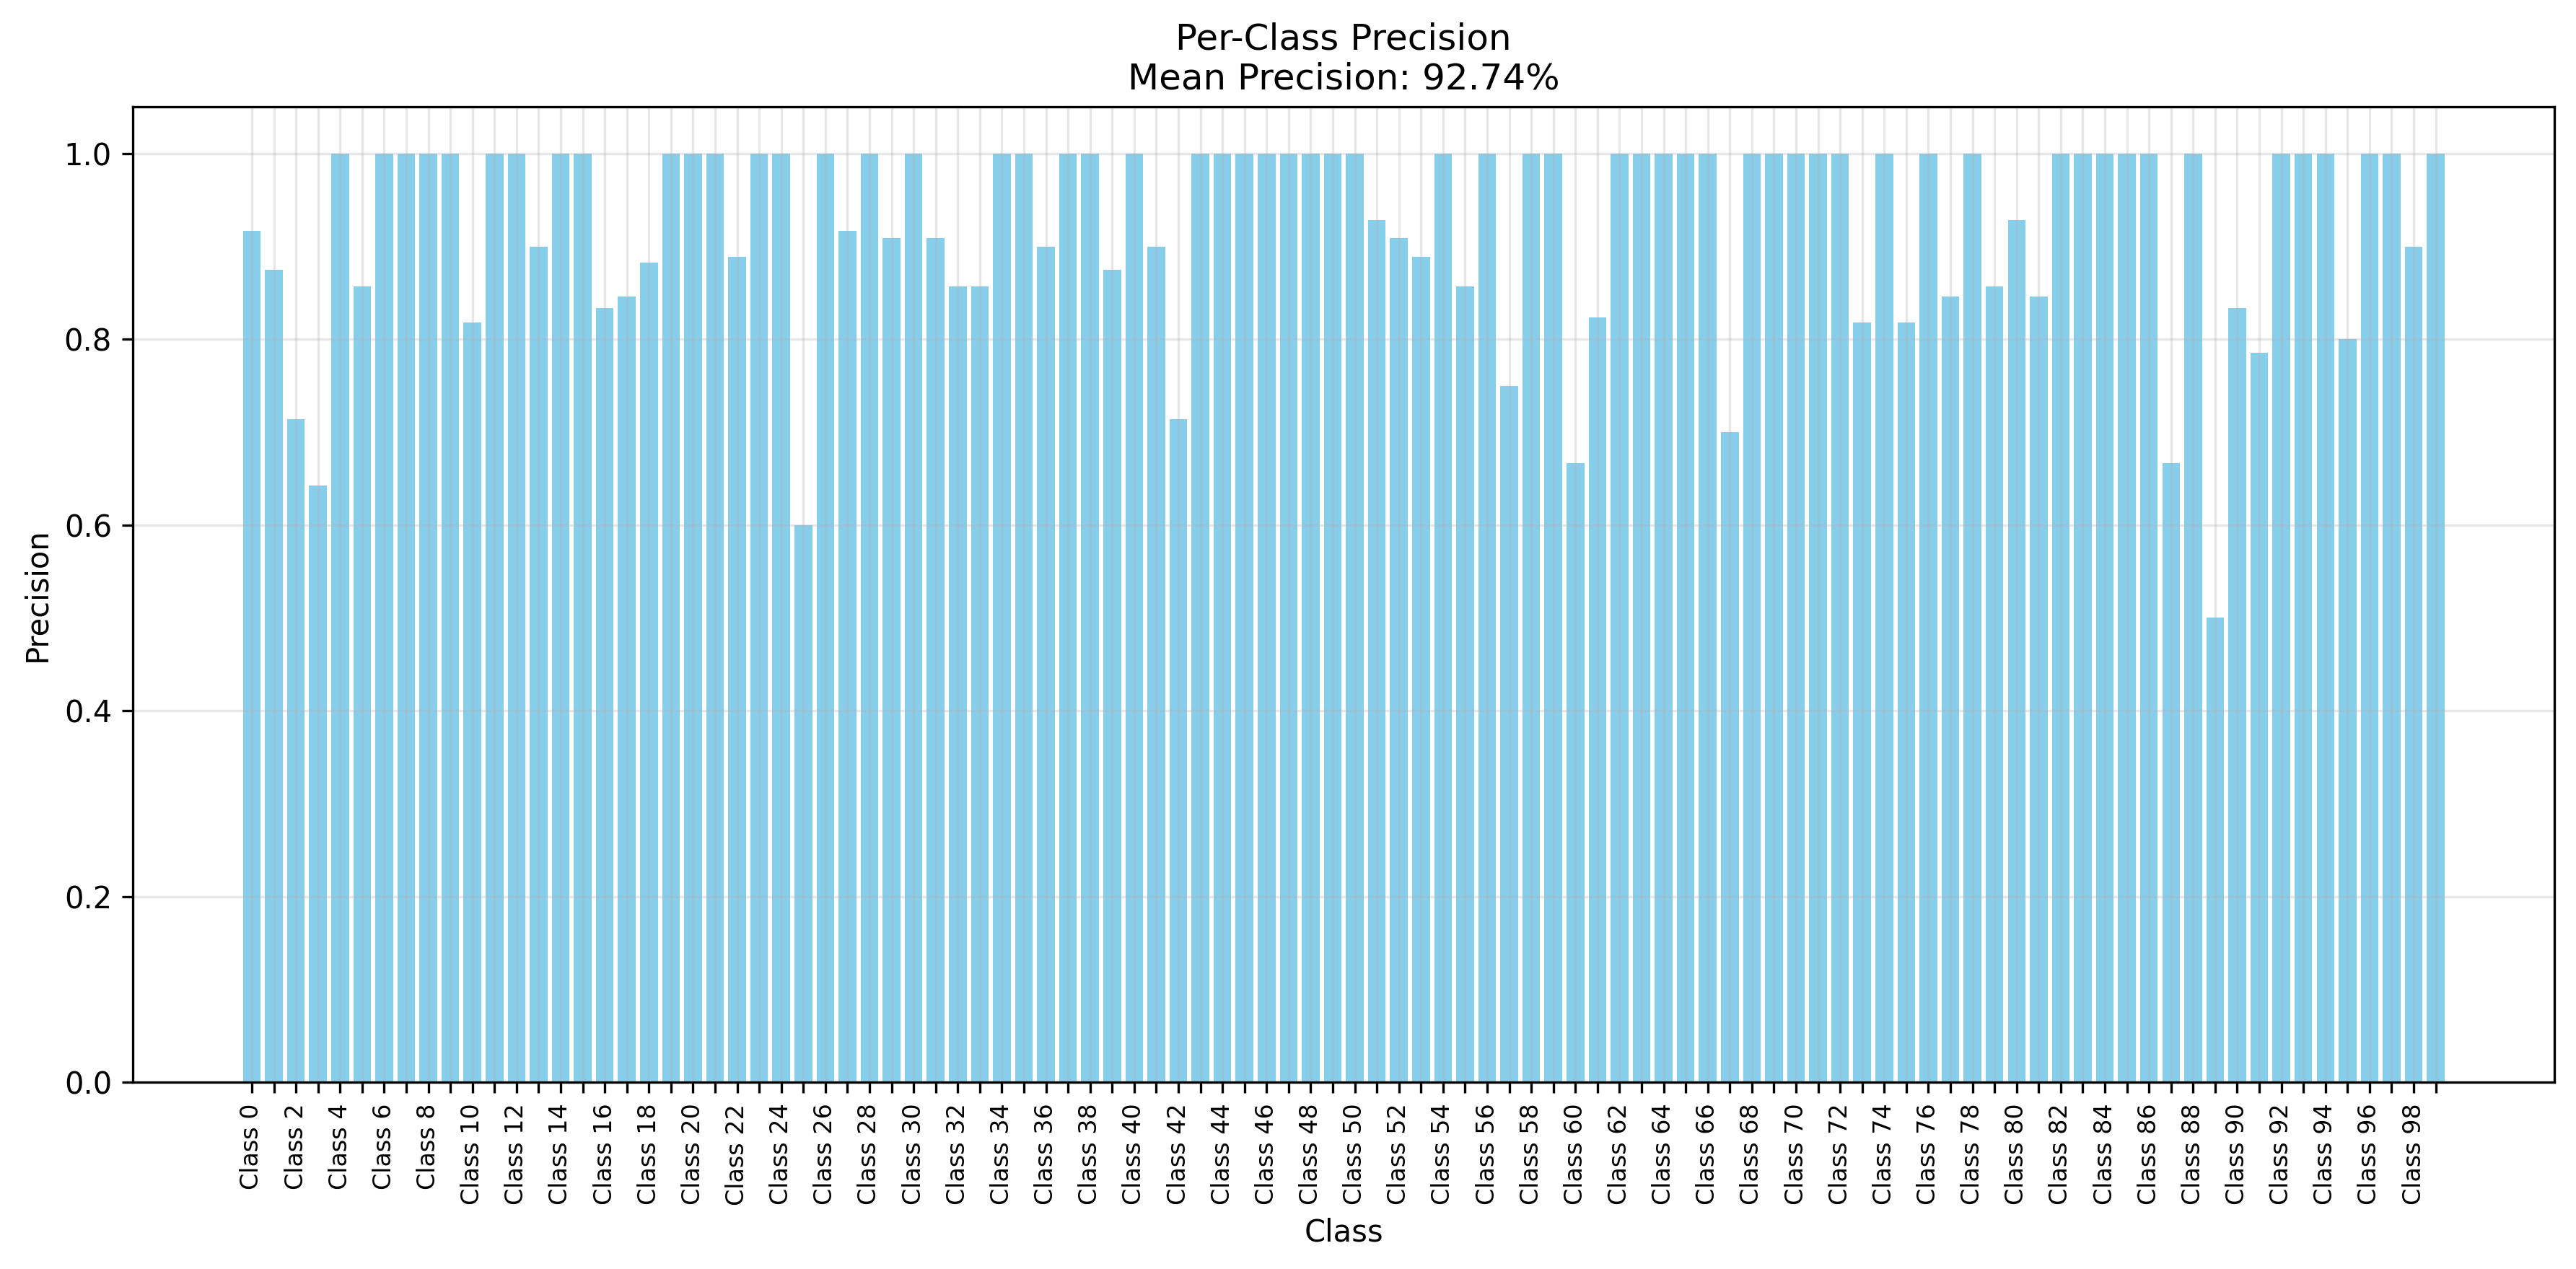 Per-Class Precision
Mean Precision: 92.74%
Precision
1.0
0.8
0.6
0.4
0.2
0.0
Class 0
Class 2
Class 4
Class 6
Class 8
Class 10
Class 12
Class 14
Class 16
Class 18
Class 20
Class 22
Class 24
Class 26
Class 28
Class 30
Class 32
Class 34
Class 36
Class 38
Class 40
Class 42
Class 44
Class 46
Class 48
Class 50
Class 52
Class 54
Class 56
Class 58
Class 60
Class 62
Class 64
Class 66
Class 68
Class 70
Class 72
Class 74
Class 76
Class 78
Class 80
Class 82
Class 84
Class 86
Class 88
Class 90
Class 92
Class 94
Class 96
Class 98
Class